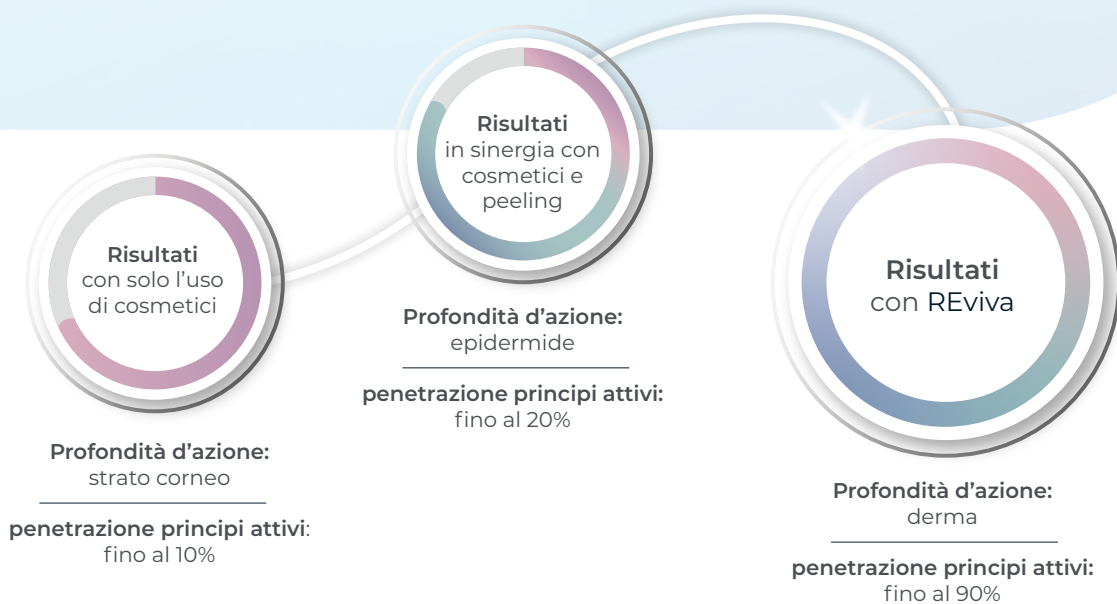 Risultati
con solo l’uso
di cosmetici
Profondità d’azione:
strato corneo
penetrazione principi attivi:
fino al 10%
Risultati
in sinergia con
cosmetici e
peeling
Profondità d’azione:
epidermide
penetrazione principi attivi:
fino al 20%
Risultati
con REviva
Profondità d’azione:
derma
penetrazione principi attivi:
fino al 90%